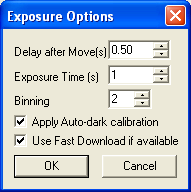 Exposure Options
Delay after Move(s) 0.50
Exposure Time (s) 1
Binning 2
Apply Auto-dark calibration
Use Fast Download if available
OK Cancel